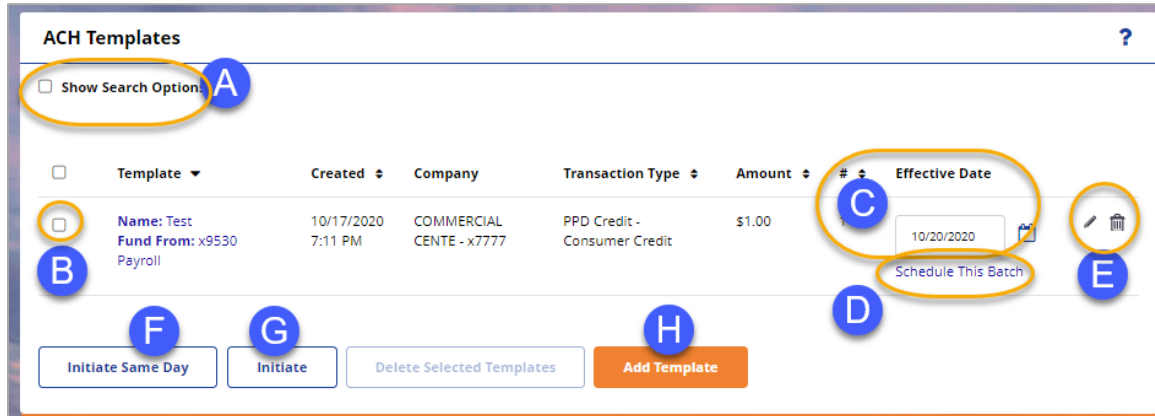 ACH Templates ?
Show Search Option A
Template Created Company Transaction Type Amount # Effective Date
C
Name: Test 10/17/2020 COMMERCIAL PPD Credit - $1.00 10/20/2020
Fund From: x9530 7:11 PM CENTE - x7777 Consumer Credit
Payroll Schedule This Batch
B D E
F G H
Initiate Same Day Initiate Delete Selected Templates Add Template